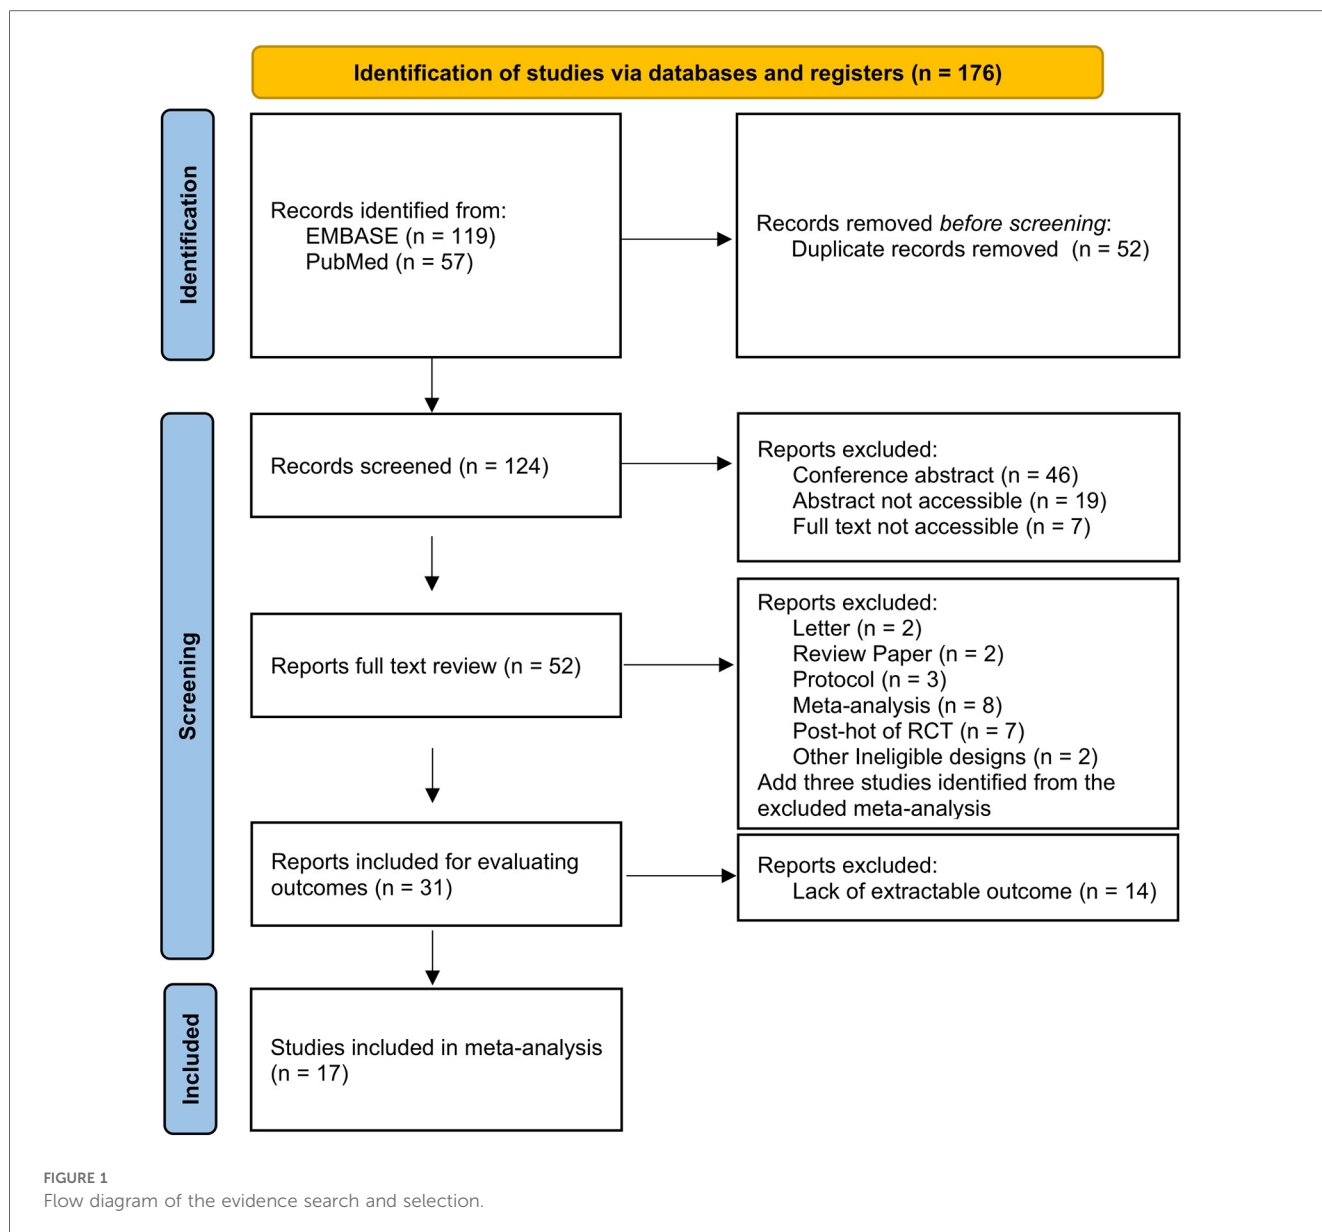 Identification of studies via databases and registers (n = 176)
Identification
Records identified from:
EMBASE (n = 119)
PubMed (n = 57)
Records removed before screening:
Duplicate records removed (n = 52)
Screening
Records screened (n = 124)
Reports excluded:
Conference abstract (n = 46)
Abstract not accessible (n = 19)
Full text not accessible (n = 7)
Reports full text review (n = 52)
Reports excluded:
Letter (n = 2)
Review Paper (n = 2)
Protocol (n = 3)
Meta-analysis (n = 8)
Post-hot of RCT (n = 7)
Other Ineligible designs (n = 2)
Add three studies identified from the
excluded meta-analysis
Reports included for evaluating
outcomes (n = 31)
Reports excluded:
Lack of extractable outcome (n = 14)
Included
Studies included in meta-analysis
(n = 17)
FIGURE 1
Flow diagram of the evidence search and selection.